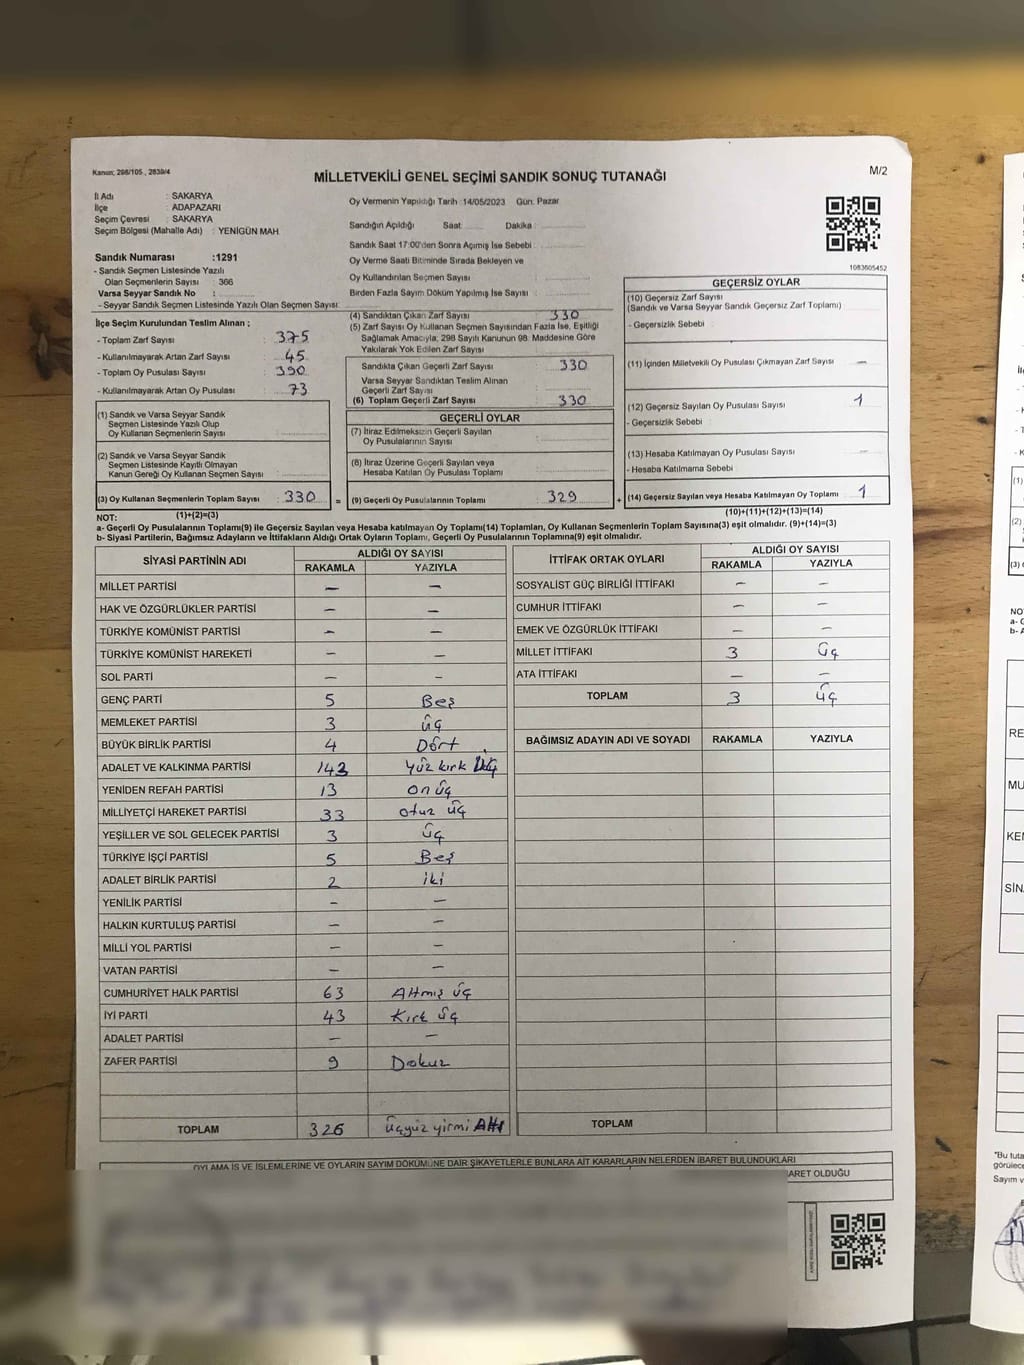 Kanun; 298/105., 2839/4
MİLLETVEKİLİ GENEL SEÇİMİ SANDIK SONUÇ TUTANAĞI
M/2
İl Adı : SAKARYA
İlçe : ADAPAZARI
Seçim Çevresi : SAKARYA
Seçim Bölgesi (Mahalle Adı) : YENİGÜN MAH
Sandık Numarası :1291
- Sandık Seçmen Listesinde Yazılı
Olan Seçmenlerin Sayısı : 366
Varsa Seyyar Sandık No :
- Seyyar Sandık Seçmen Listesinde Yazılı Olan Seçmen Sayısı:
Oy Vermenin Yapıldığı Tarih :14/05/2023 Gün: Pazar
Sandığın Açıldığı Saat: Dakika:
Sandık Saat 17:00'den Sonra Açımış İse Sebebi :
Oy Verme Saati Bitiminde Sırada Bekleyen ve
Oy Kullandırılan Seçmen Sayısı :
Birden Fazla Sayım Döküm Yapılmış İse Sayısı :
1083605452
İlçe Seçim Kurulundan Teslim Alınan ;
- Toplam Zarf Sayısı : 375
- Kullanılmayarak Artan Zarf Sayısı : 45
- Toplam Oy Pusulası Sayısı : 390
- Kullanılmayarak Artan Oy Pusulası : 73
(1) Sandık ve Varsa Seyyar Sandık
Seçmen Listesinde Yazılı Olup
Oy Kullanan Seçmenlerin Sayısı :
(2) Sandık ve Varsa Seyyar Sandık
Seçmen Listesinde Kayıtlı Olmayan
Kanun Gereği Oy Kullanan Seçmen Sayısı :
(3) Oy Kullanan Seçmenlerin Toplam Sayısı : 330 =
(4) Sandıktan Çıkan Zarf Sayısı : 330
(5) Zarf Sayısı Oy Kullanan Seçmen Sayısından Fazla İse, Eşitliği
Sağlamak Amacıyla; 298 Sayılı Kanunun 98. Maddesine Göre
Yakılarak Yok Edilen Zarf Sayısı :
Sandıkta Çıkan Geçerli Zarf Sayısı : 330
Varsa Seyyar Sandıktan Teslim Alınan
Geçerli Zarf Sayısı :
(6) Toplam Geçerli Zarf Sayısı : 330
GEÇERLİ OYLAR
(7) İtiraz Edilmeksizin Geçerli Sayılan
Oy Pusulalarının Sayısı :
(8) İtiraz Üzerine Geçerli Sayılan veya
Hesaba Katılan Oy Pusulası Toplamı :
(9) Geçerli Oy Pusulalarının Toplamı : 329 +
GEÇERSİZ OYLAR
(10) Geçersiz Zarf Sayısı :
(Sandık ve Varsa Seyyar Sandık Geçersiz Zarf Toplamı)
- Geçersizlik Sebebi :
(11) İçinden Milletvekili Oy Pusulası Çıkmayan Zarf Sayısı : —
(12) Geçersiz Sayılan Oy Pusulası Sayısı : 1
- Geçersizlik Sebebi :
(13) Hesaba Katılmayan Oy Pusulası Sayısı : —
- Hesaba Katılmama Sebebi :
(14) Geçersiz Sayılan veya Hesaba Katılmayan Oy Toplamı : 1
NOT: (1)+(2)=(3) (10)+(11)+(12)+(13)=(14)
a- Geçerli Oy Pusulalarının Toplamı(9) ile Geçersiz Sayılan veya Hesaba katılmayan Oy Toplamı(14) Toplamları, Oy Kullanan Seçmenlerin Toplam Sayısına(3) eşit olmalıdır. (9)+(14)=(3)
b- Siyasi Partilerin, Bağımsız Adayların ve İttifakların Aldığı Ortak Oyların Toplamı, Geçerli Oy Pusulalarının Toplamına(9) eşit olmalıdır.
SİYASİ PARTİNİN ADI ALDIĞI OY SAYISI
RAKAMLA YAZIYLA
MİLLET PARTİSİ — —
HAK VE ÖZGÜRLÜKLER PARTİSİ — —
TÜRKİYE KOMÜNİST PARTİSİ — —
TÜRKİYE KOMÜNİST HAREKETİ — —
SOL PARTİ — —
GENÇ PARTİ 5 Beş
MEMLEKET PARTİSİ 3 üç
BÜYÜK BİRLİK PARTİSİ 4 Dört
ADALET VE KALKINMA PARTİSİ 143 yüz kırk
YENİDEN REFAH PARTİSİ 13 on üç
MİLLİYETÇİ HAREKET PARTİSİ 33 otuz üç
YEŞİLLER VE SOL GELECEK PARTİSİ 3 üç
TÜRKİYE İŞÇİ PARTİSİ 5 Beş
ADALET BİRLİK PARTİSİ 2 iki
YENİLİK PARTİSİ — —
HALKIN KURTULUŞ PARTİSİ — —
MİLLİ YOL PARTİSİ — —
VATAN PARTİSİ — —
CUMHURİYET HALK PARTİSİ 63 Altmış üç
İYİ PARTİ 43 Kırk üç
ADALET PARTİSİ — —
ZAFER PARTİSİ 9 Dokuz
TOPLAM 326 üçyüz yirmi Altı
İTTİFAK ORTAK OYLARI ALDIĞI OY SAYISI
RAKAMLA YAZIYLA
SOSYALİST GÜÇ BİRLİĞİ İTTİFAKI — —
CUMHUR İTTİFAKI — —
EMEK VE ÖZGÜRLÜK İTTİFAKI — —
MİLLET İTTİFAKI 3 üç
ATA İTTİFAKI — —
TOPLAM 3 üç
BAĞIMSIZ ADAYIN ADI VE SOYADI RAKAMLA YAZIYLA
TOPLAM
OYLAMA İŞ VE İŞLEMLERİNE VE OYLARIN SAYIM DÖKÜMÜNE DAİR ŞİKAYETLERLE BUNLARA AİT KARARLARIN NELERDEN İBARET BULUNDUKLARI
BARET OLDUĞU